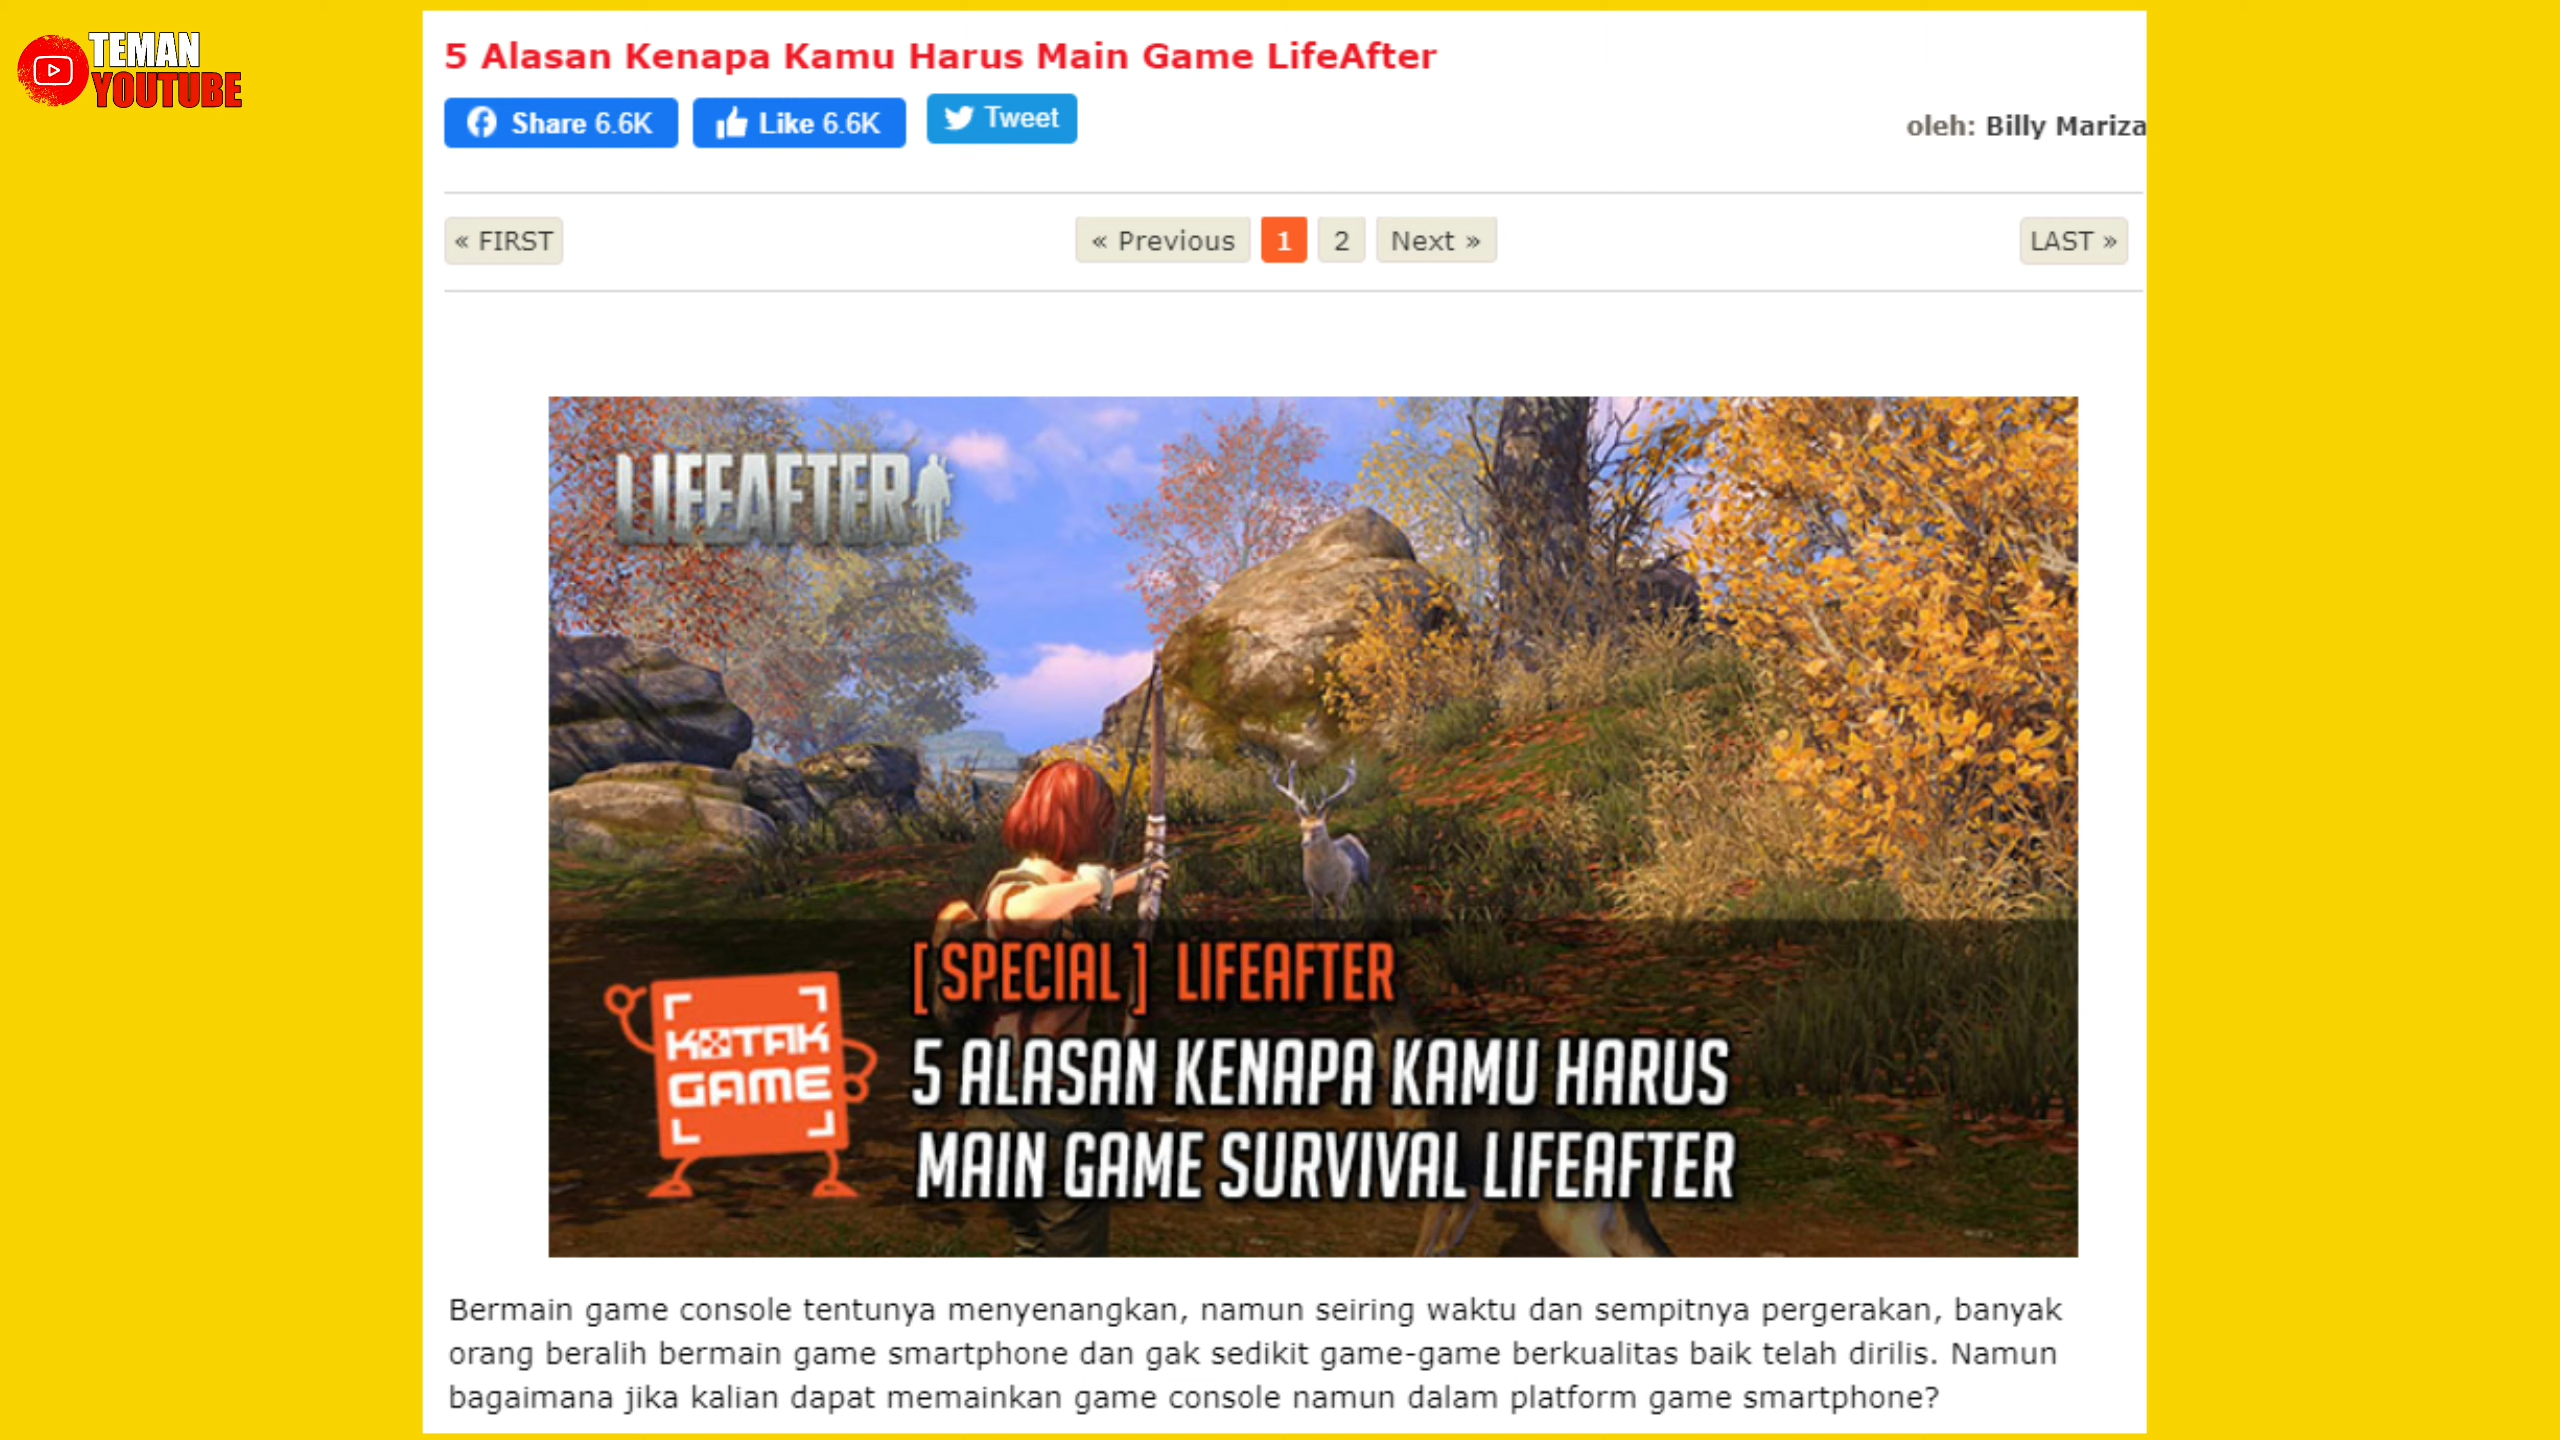 TEMAN
YOUTUBE
5 Alasan Kenapa Kamu Harus Main Game LifeAfter
Share 6.6K
Like 6.6K
Tweet
oleh: Billy Mariza
« FIRST
« Previous 1 2 Next »
LAST »
LIFEAFTER
[SPECIAL] LIFEAFTER
KOTAK
GAME
5 ALASAN KENAPA KAMU HARUS
MAIN GAME SURVIVAL LIFEAFTER
Bermain game console tentunya menyenangkan, namun seiring waktu dan sempitnya pergerakan, banyak
orang beralih bermain game smartphone dan gak sedikit game-game berkualitas baik telah dirilis. Namun
bagaimana jika kalian dapat memainkan game console namun dalam platform game smartphone?